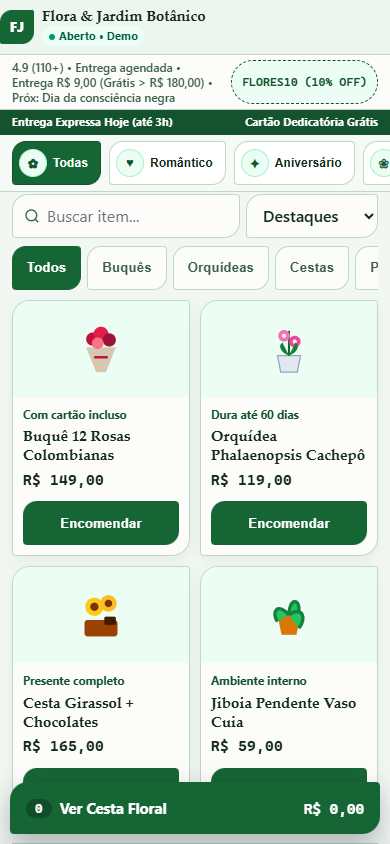 FJ
Flora & Jardim Botânico
Aberto • Demo
4.9 (110+) • Entrega agendada •
Entrega R$ 9,00 (Grátis > R$ 180,00) •
Próx: Dia da consciência negra
FLORES10 (10% OFF)
Entrega Expressa Hoje (até 3h)
Cartão Dedicatória Grátis
Todas
Romântico
Aniversário
Buscar item...
Destaques
Todos
Buquês
Orquídeas
Cestas
P
Com cartão incluso
Buquê 12 Rosas
Colombianas
R$ 149,00
Encomendar
Dura até 60 dias
Orquídea
Phalaenopsis Cachepô
R$ 119,00
Encomendar
Presente completo
Cesta Girassol +
Chocolates
R$ 165,00
Ambiente interno
Jiboia Pendente Vaso
Cuia
R$ 59,00
0
Ver Cesta Floral
R$ 0,00